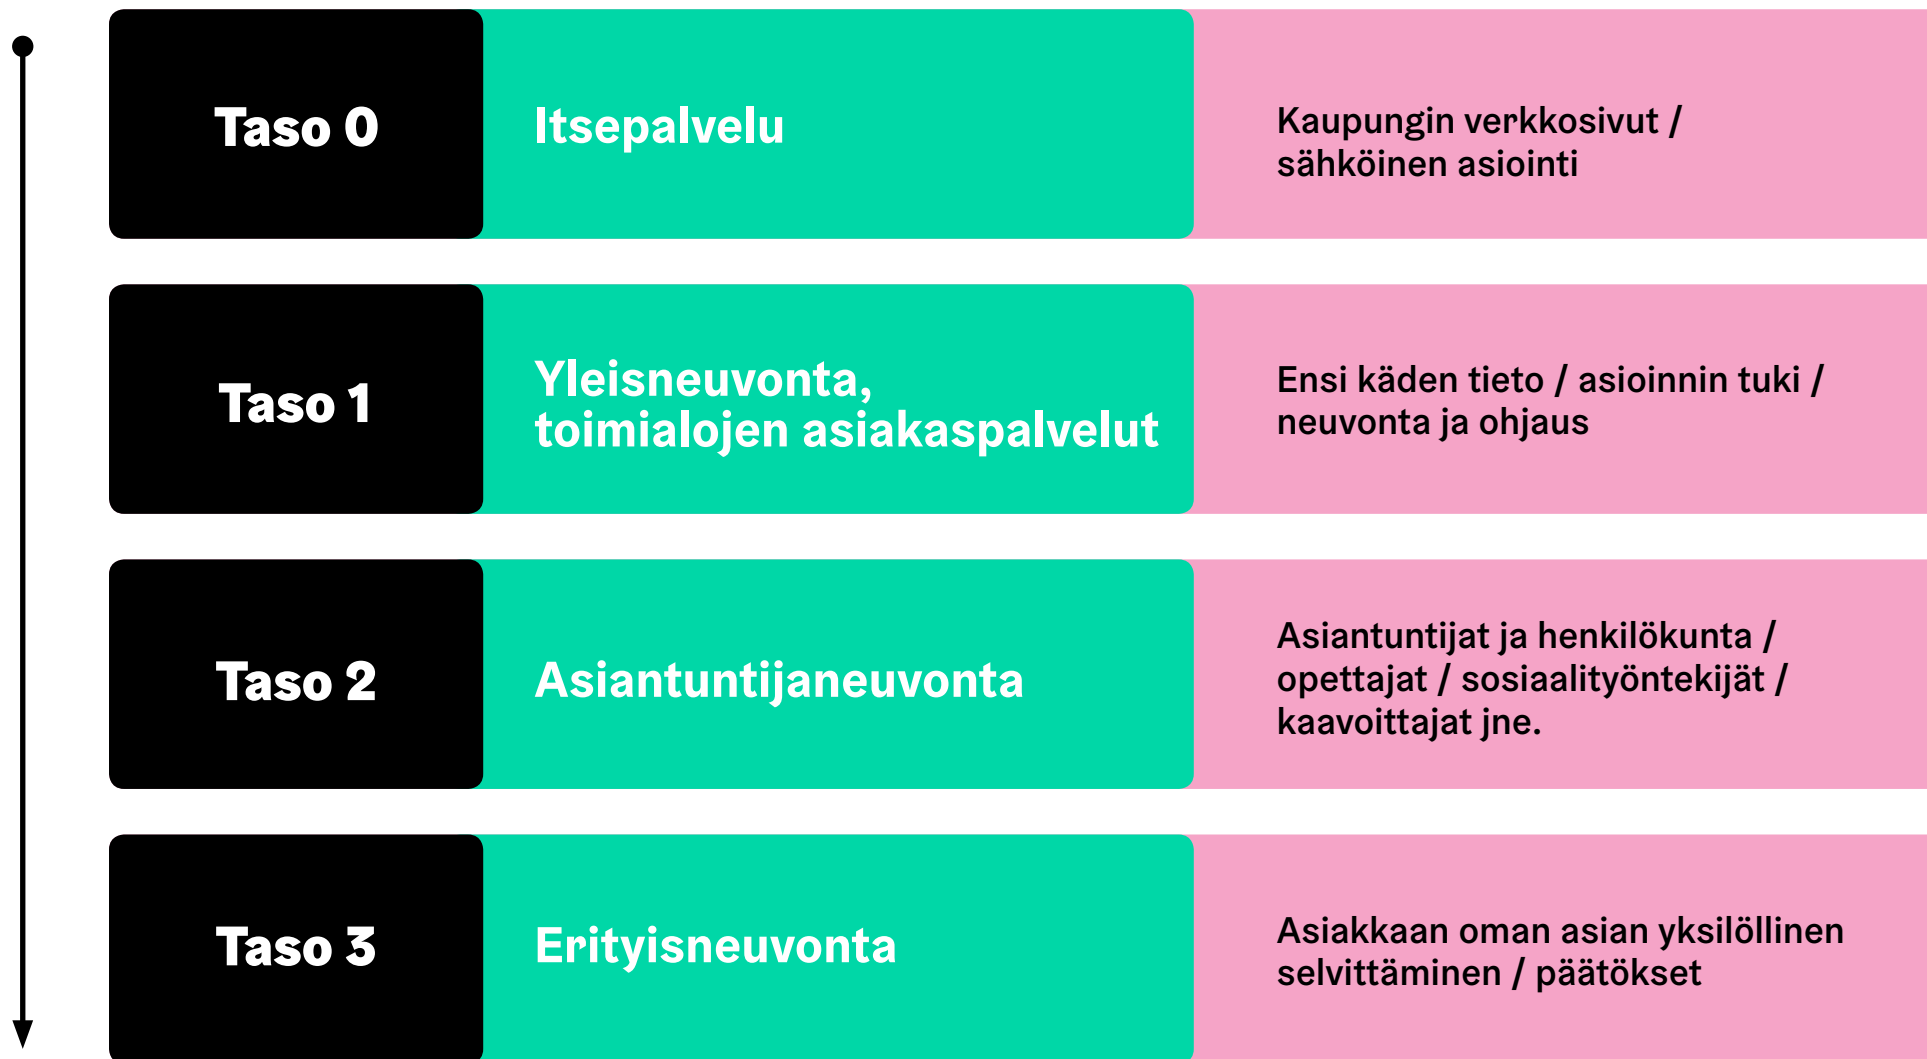 Taso 0
Itsepalvelu
Kaupungin verkkosivut /
sähköinen asiointi
Taso 1
Yleisneuvonta,
toimialojen asiakaspalvelut
Ensi käden tieto / asioinnin tuki /
neuvonta ja ohjaus
Taso 2
Asiantuntijaneuvonta
Asiantuntijat ja henkilökunta /
opettajat / sosiaalityöntekijät /
kaavoittajat jne.
Taso 3
Erityisneuvonta
Asiakkaan oman asian yksilöllinen
selvittäminen / päätökset